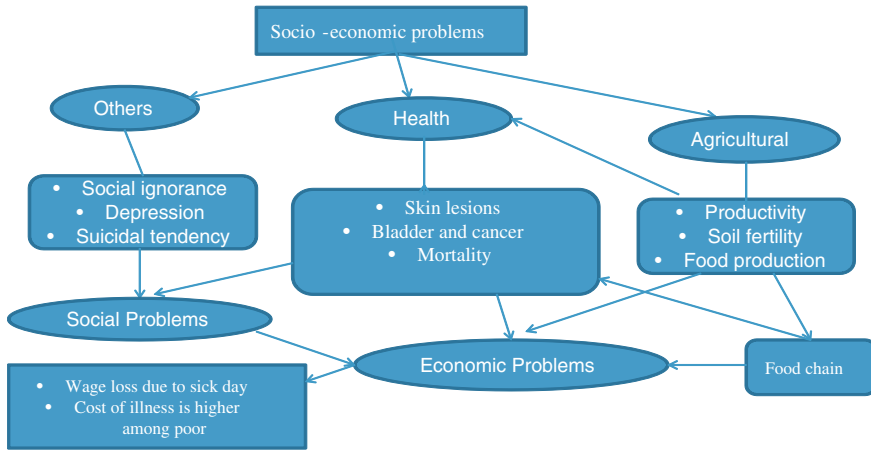 Socio -economic problems
Others
Health
Agricultural
• Social ignorance
• Depression
• Suicidal tendency
• Skin lesions
• Bladder and cancer
• Mortality
• Productivity
• Soil fertility
• Food production
Social Problems
Economic Problems
Food chain
• Wage loss due to sick day
• Cost of illness is higher
among poor